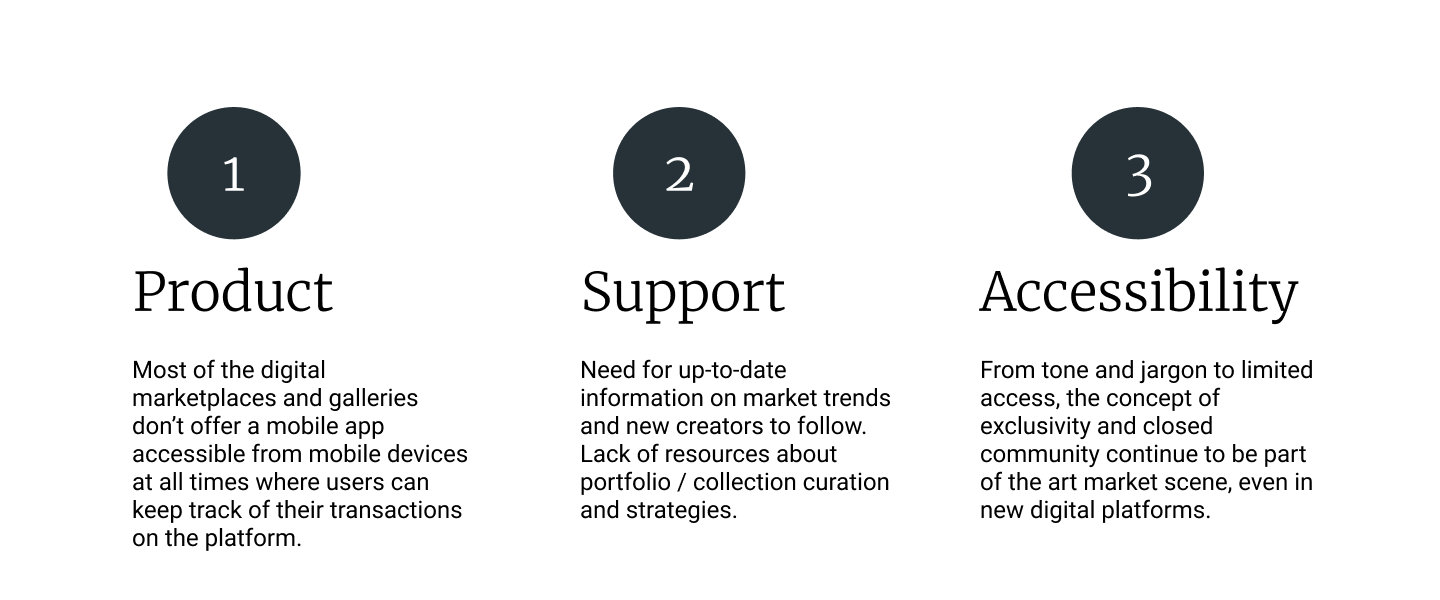 1
Product
Most of the digital
marketplaces and galleries
don’t offer a mobile app
accessible from mobile devices
at all times where users can
keep track of their transactions
on the platform.
2
Support
Need for up-to-date
information on market trends
and new creators to follow.
Lack of resources about
portfolio / collection curation
and strategies.
3
Accessibility
From tone and jargon to limited
access, the concept of
exclusivity and closed
community continue to be part
of the art market scene, even in
new digital platforms.